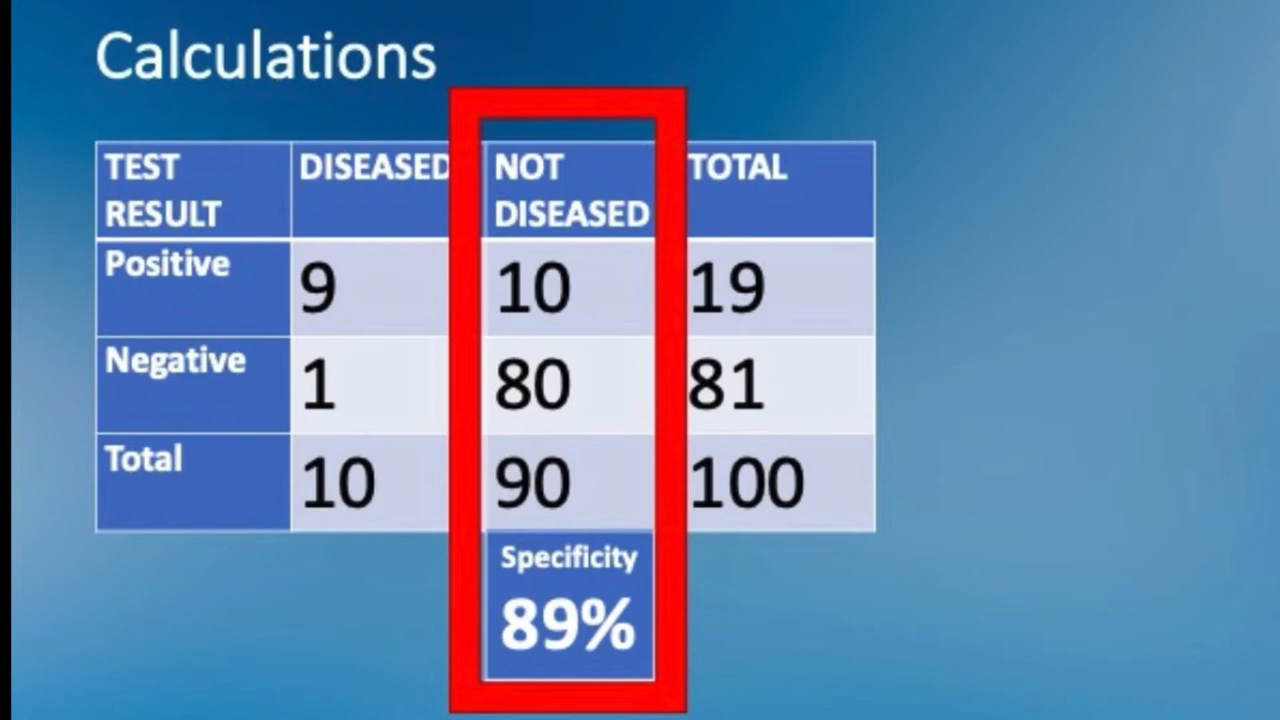 Calculations
TEST RESULT DISEASED NOT DISEASED TOTAL
Positive 9 10 19
Negative 1 80 81
Total 10 90 100
Specificity
89%